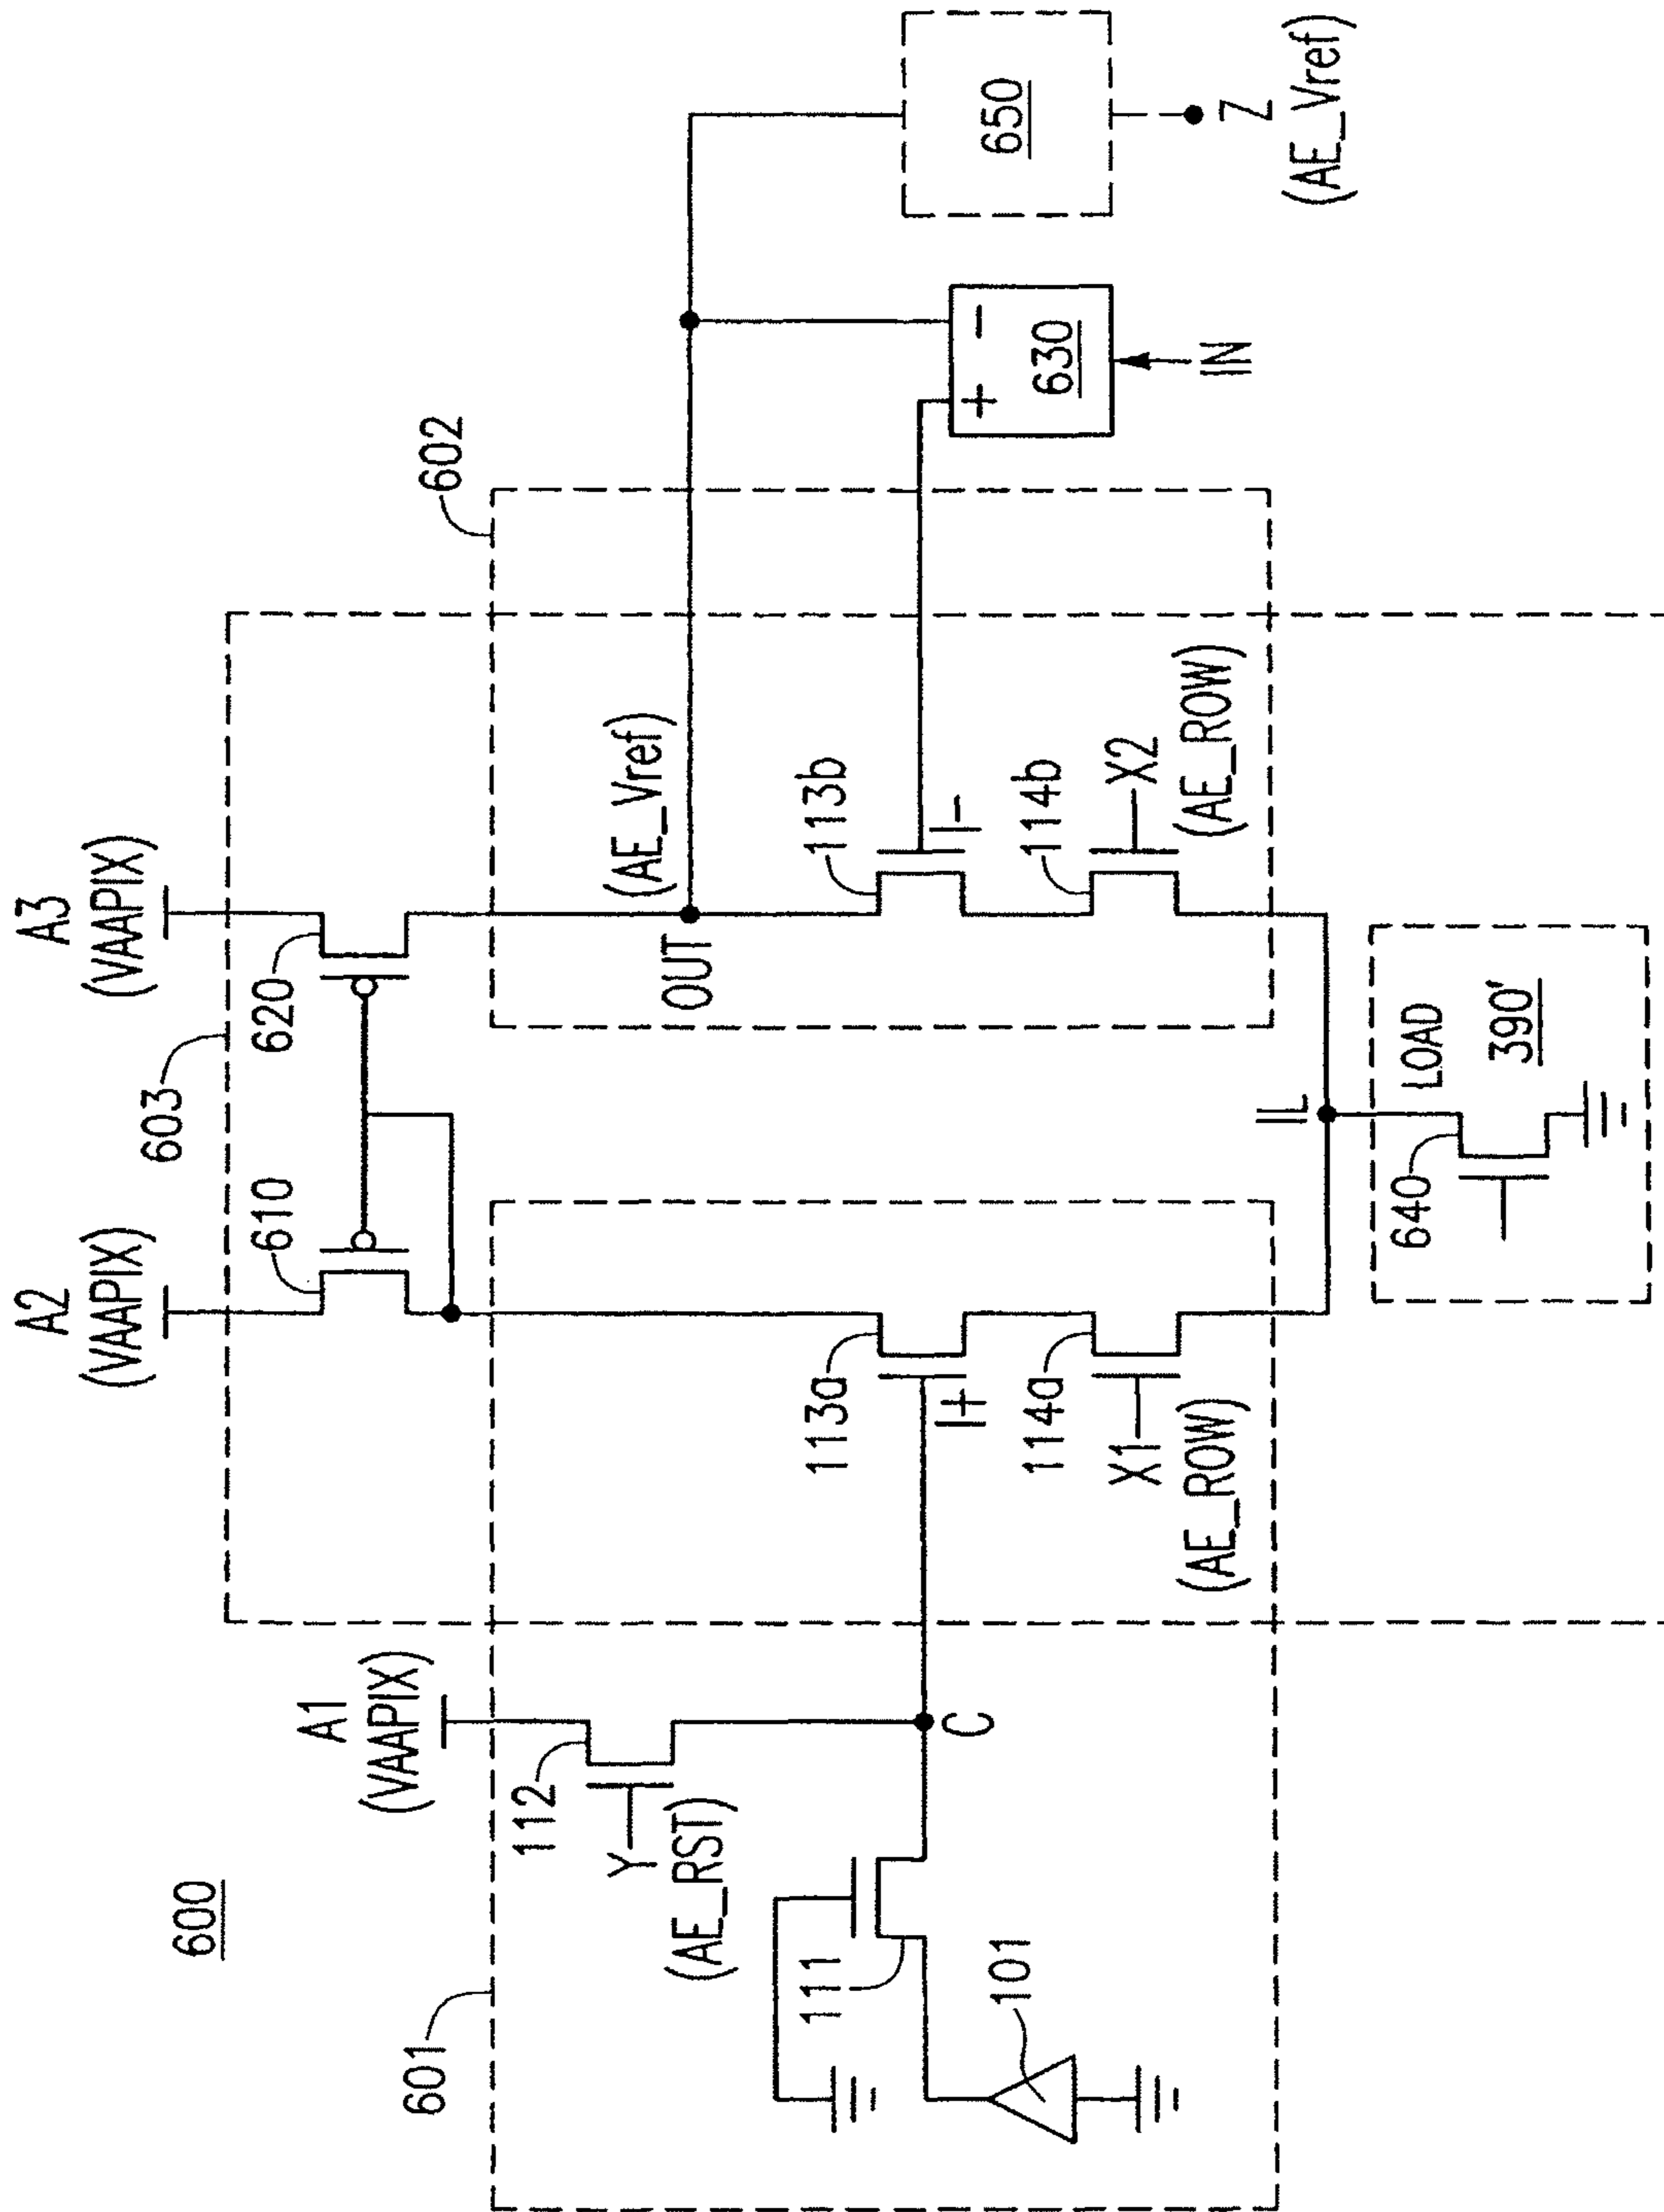 600
A1
(VAAPIX)
A2
(VAAPIX)
A3
(VAAPIX)
603
610
620
602
601
112
Y
(AE_RST)
111
101
C
113a
I+
114a
X1
(AE_ROW)
OUT
(AE_Vref)
113b
I-
114b
X2
(AE_ROW)
+
-
630
IN
650
Z
(AE_Vref)
IL
LOAD
390'
640